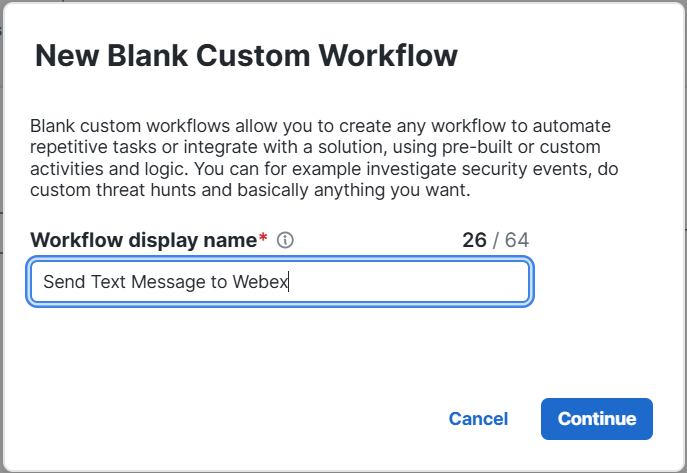 New Blank Custom Workflow
Blank custom workflows allow you to create any workflow to automate
repetitive tasks or integrate with a solution, using pre-built or custom
activities and logic. You can for example investigate security events, do
custom threat hunts and basically anything you want.
Workflow display name* 26 / 64
Send Text Message to Webex
Cancel Continue